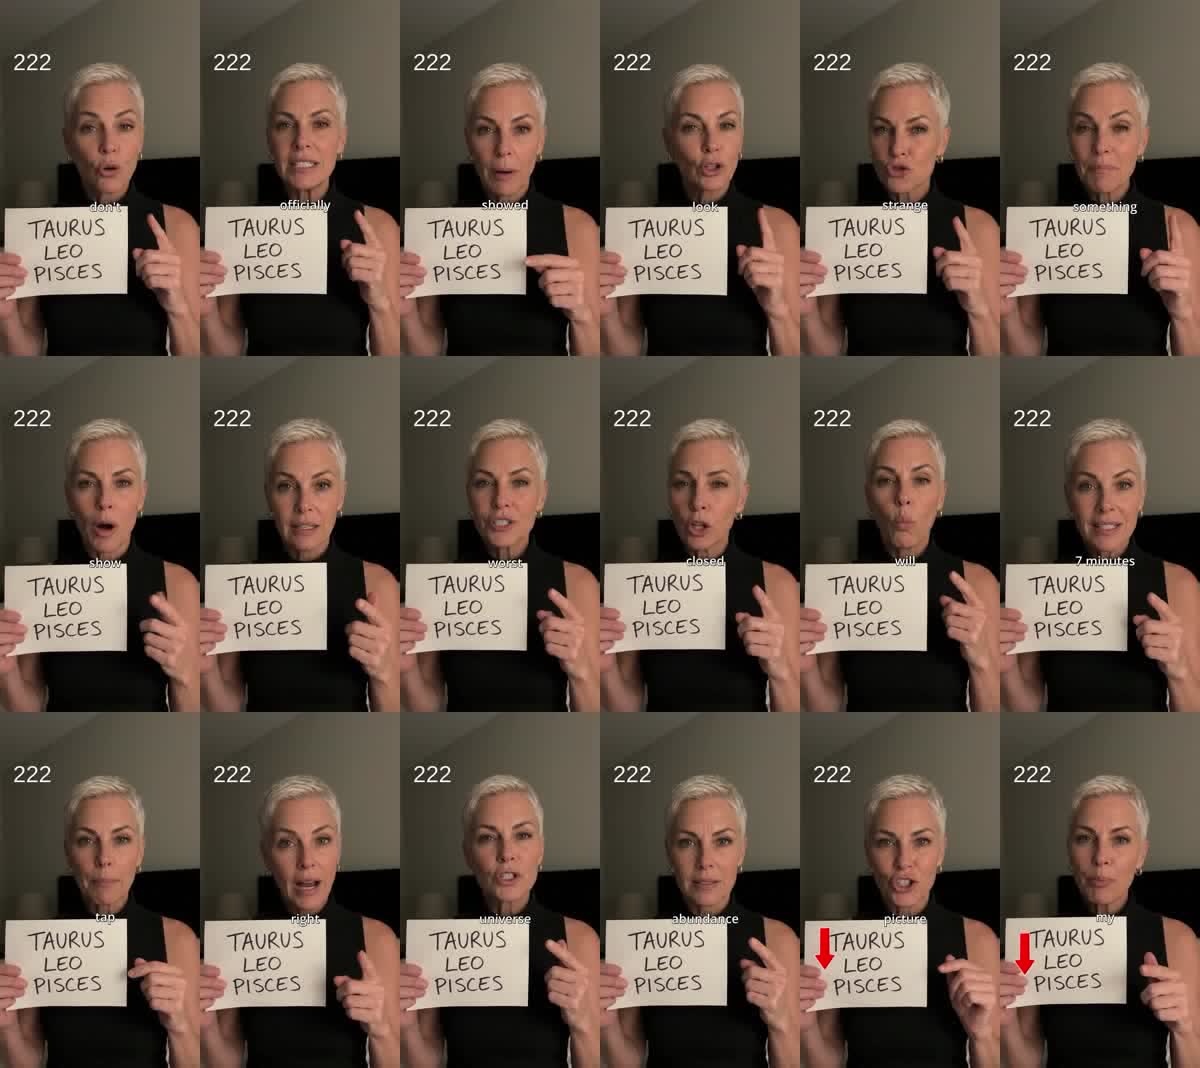 222
don't
TAURUS
LEO
PISCES
222
officially
TAURUS
LEO
PISCES
222
showed
TAURUS
LEO
PISCES
222
look
TAURUS
LEO
PISCES
222
strange
TAURUS
LEO
PISCES
222
something
TAURUS
LEO
PISCES
222
show
TAURUS
LEO
PISCES
222
TAURUS
LEO
PISCES
222
worst
TAURUS
LEO
PISCES
222
closed
TAURUS
LEO
PISCES
222
will
TAURUS
LEO
PISCES
222
7 minutes
TAURUS
LEO
PISCES
222
tap
TAURUS
LEO
PISCES
222
right
TAURUS
LEO
PISCES
222
universe
TAURUS
LEO
PISCES
222
abundance
TAURUS
LEO
PISCES
222
picture
TAURUS
LEO
PISCES
222
my
TAURUS
LEO
PISCES